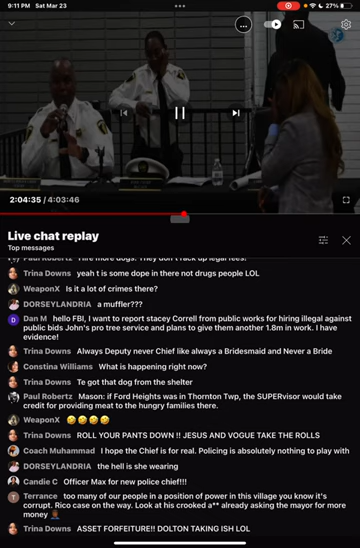 9:11 PM Sat Mar 23
27%
2:04:35 / 4:03:46
Live chat replay
Top messages
Paul Robertz Hire more dogs. They don't rack up legal fees!
Trina Downs yeah t is some dope in there not drugs people LOL
WeaponX Is it a lot of crimes there?
DORSEYLANDRIA a muffler???
D Dan M hello FBI, I want to report stacey Correll from public works for hiring illegal against
public bids John's pro tree service and plans to give them another 1.8m in work. I have
evidence!
Trina Downs Always Deputy never Chief like always a Bridesmaid and Never a Bride
Constina Williams What is happening right now?
Trina Downs Te got that dog from the shelter
Paul Robertz Mason: if Ford Heights was in Thornton Twp, the SUPERvisor would take
credit for providing meat to the hungry families there.
WeaponX 🤣🤣🤣🤣
Trina Downs ROLL YOUR PANTS DOWN !! JESUS AND VOGUE TAKE THE ROLLS
Coach Muhammad I hope the Chief is for real. Policing is absolutely nothing to play with
DORSEYLANDRIA the hell is she wearing
Candie C Officer Max for new police chief!!!
T Terrance too many of our people in a position of power in this village you know it's
corrupt. Rico case on the way. Look at his crooked a** already asking the mayor for more
money
Trina Downs ASSET FORFEITURE!! DOLTON TAKING ISH LOL